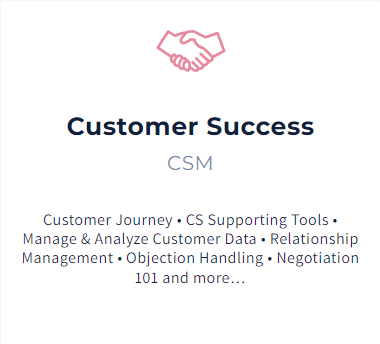 Customer Success
CSM
Customer Journey • CS Supporting Tools •
Manage & Analyze Customer Data • Relationship
Management • Objection Handling • Negotiation
101 and more...